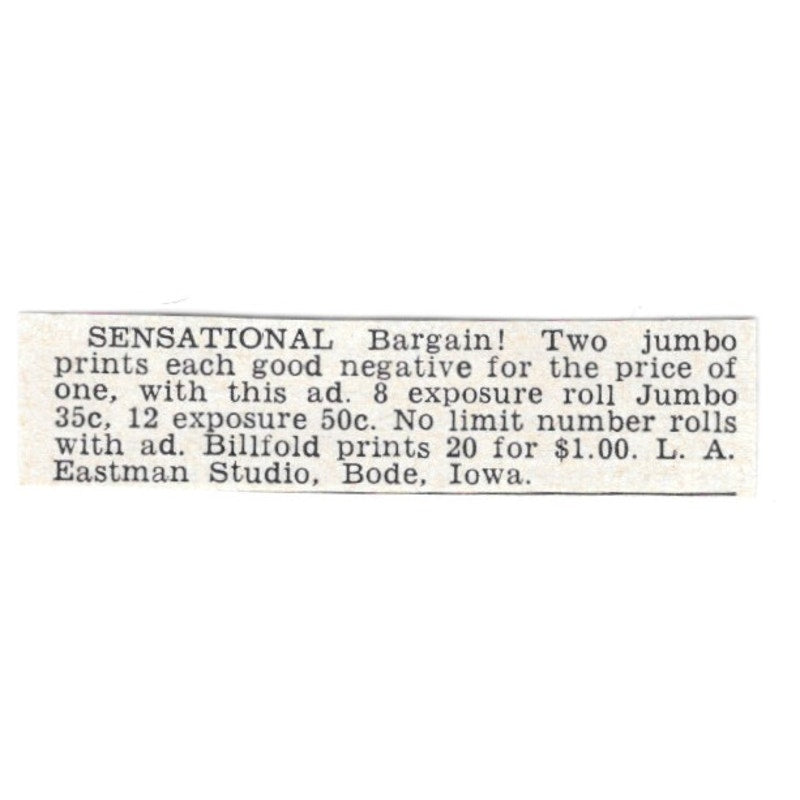 SENSATIONAL Bargain! Two jumbo
prints each good negative for the price of
one, with this ad. 8 exposure roll Jumbo
35c, 12 exposure 50c. No limit number rolls
with ad. Billfold prints 20 for $1.00. L. A.
Eastman Studio, Bode, Iowa.